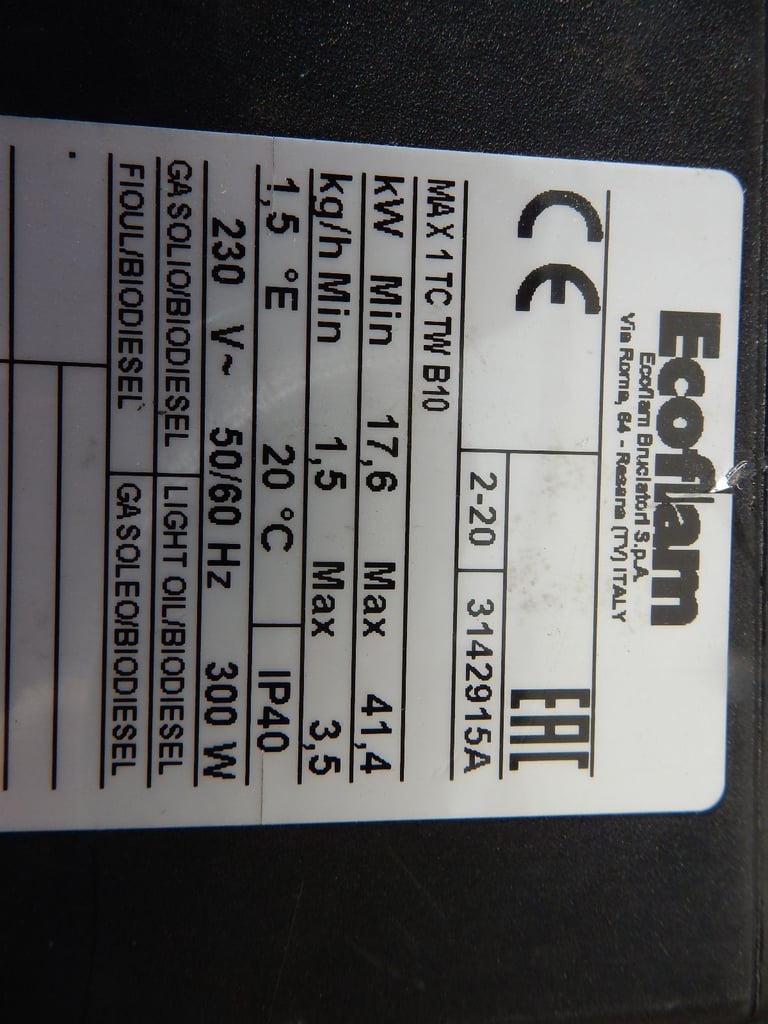 Ecoflam
Ecoflam Bruciatori S.p.A.
Via Roma, 64 - Resana (TV) ITALY
CE
EAC
2-20 3142915A
MAX 1 TC TW B10
kW Min 17,6 Max 41,4
kg/h Min 1,5 Max 3,5
1,5 °E 20 °C IP40
230 V~ 50/60 Hz 300 W
GASOLIO/BIODIESEL LIGHT OIL/BIODIESEL
FIOUL/BIODIESEL GASOLEO/BIODIESEL